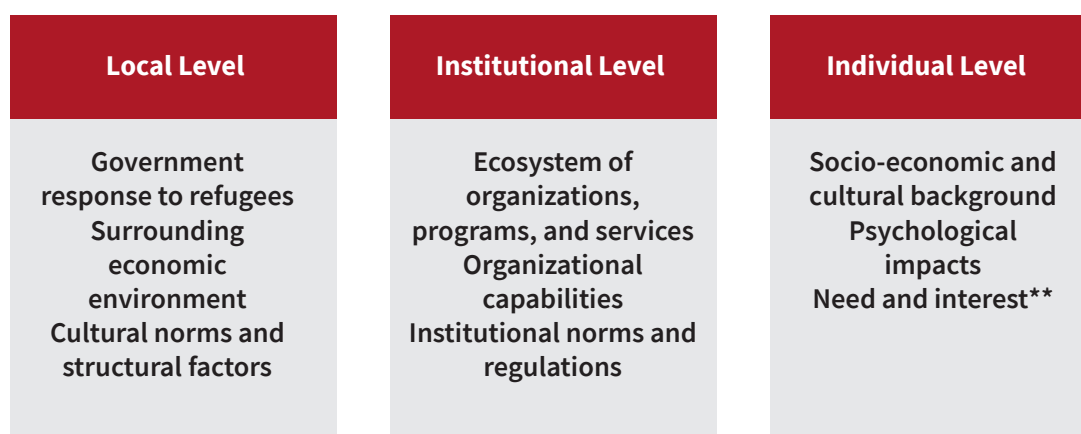 Local Level
Government
response to refugees
Surrounding
economic
environment
Cultural norms and
structural factors
Institutional Level
Ecosystem of
organizations,
programs, and services
Organizational
capabilities
Institutional norms and
regulations
Individual Level
Socio-economic and
cultural background
Psychological
impacts
Need and interest**